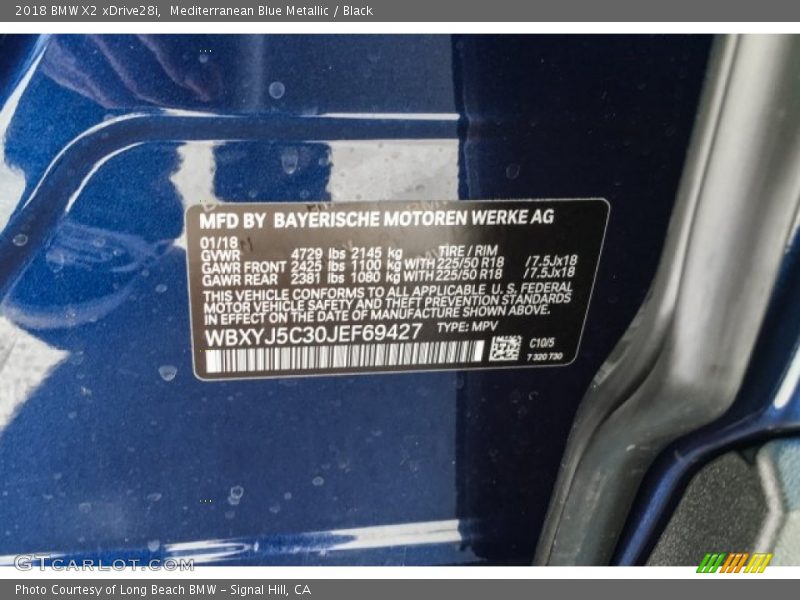 2018 BMW X2 xDrive28i, Mediterranean Blue Metallic / Black
MFD BY BAYERISCHE MOTOREN WERKE AG
01/18
GVWR 4729 lbs 2145 kg TIRE / RIM
GAWR FRONT 2425 lbs 1100 kg WITH 225/50 R18 /7.5Jx18
GAWR REAR 2381 lbs 1080 kg WITH 225/50 R18 /7.5Jx18
THIS VEHICLE CONFORMS TO ALL APPLICABLE U. S. FEDERAL
MOTOR VEHICLE SAFETY AND THEFT PREVENTION STANDARDS
IN EFFECT ON THE DATE OF MANUFACTURE SHOWN ABOVE.
WBXYJ5C30JEF69427 TYPE: MPV
C10/5
7 320 730
GTCARLOT.COM
Photo Courtesy of Long Beach BMW - Signal Hill, CA